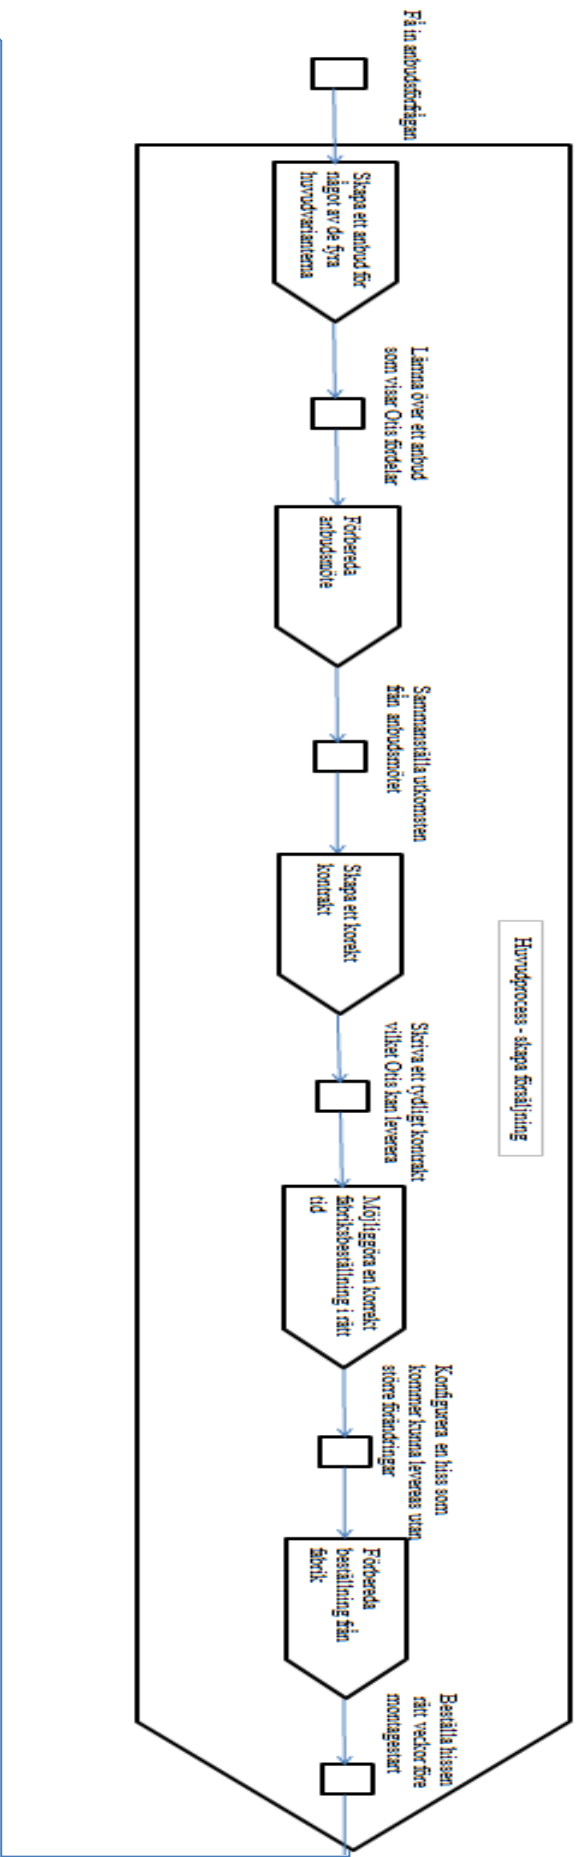 Få in anbudsförfrågan
Skapa ett anbud för
något av de fyra
huvudvarianterna
Lämna över ett anbud
som visar Otis fördelar
Förbereda
anbudsmöte
Sammanställa utkomsten
från anbudsmötet
Skapa ett korekt
kontrakt
Huvudprocess - skapa försäljning
Skriva ett tydligt kontrakt
vilket Otis kan leverera
Möjliggöra en korrekt
fabriksbeställning i rätt
tid
Konfigurera en hiss som
kommer kunna levereas utan
större förändringar
Förbereda
beställning från
fabrik
Beställa hissen
rätt veckor före
montagestart